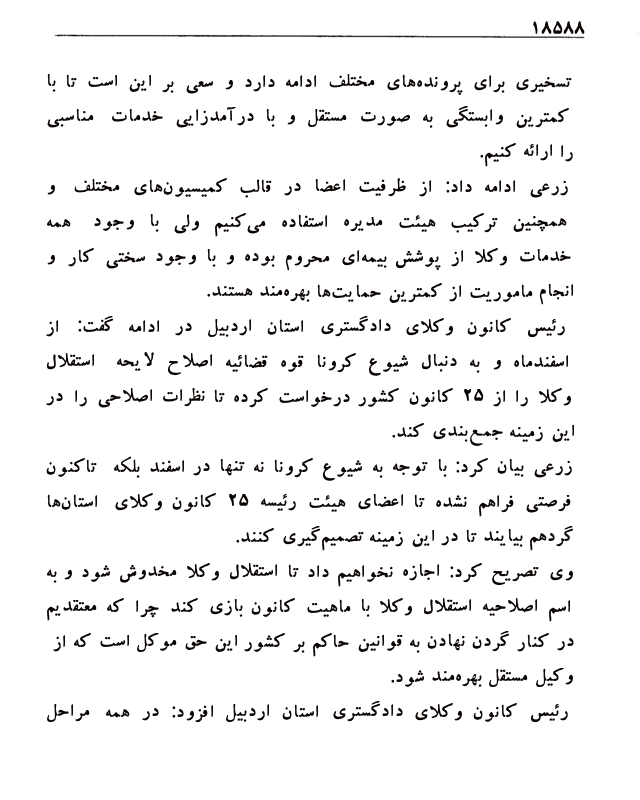 ۱۸۵۸۸
تسخیری برای پرونده‌های مختلف ادامه دارد و سعی بر این است تا با
کمترین وابستگی به صورت مستقل و با درآمدزایی خدمات مناسبی
را ارائه کنیم.
زرعی ادامه داد: از ظرفیت اعضا در قالب کمیسیون‌های مختلف و
همچنین ترکیب هیئت مدیره استفاده می‌کنیم ولی با وجود همه
خدمات وکلا از پوشش بیمه‌ای محروم بوده و با وجود سختی کار و
انجام ماموریت از کمترین حمایت‌ها بهره‌مند هستند.
رئیس کانون وکلای دادگستری استان اردبیل در ادامه گفت: از
اسفندماه و به دنبال شیوع کرونا قوه قضائیه اصلاح لایحه استقلال
وکلا را از ۲۵ کانون کشور درخواست کرده تا نظرات اصلاحی را در
این زمینه جمع‌بندی کند.
زرعی بیان کرد: با توجه به شیوع کرونا نه تنها در اسفند بلکه تاکنون
فرصتی فراهم نشده تا اعضای هیئت رئیسه ۲۵ کانون وکلای استان‌ها
گردهم بیایند تا در این زمینه تصمیم‌گیری کنند.
وی تصریح کرد: اجازه نخواهیم داد تا استقلال وکلا مخدوش شود و به
اسم اصلاحیه استقلال وکلا با ماهیت کانون بازی کند چرا که معتقدیم
در کنار گردن نهادن به قوانین حاکم بر کشور این حق موکل است که از
وکیل مستقل بهره‌مند شود.
رئیس کانون وکلای دادگستری استان اردبیل افزود: در همه مراحل